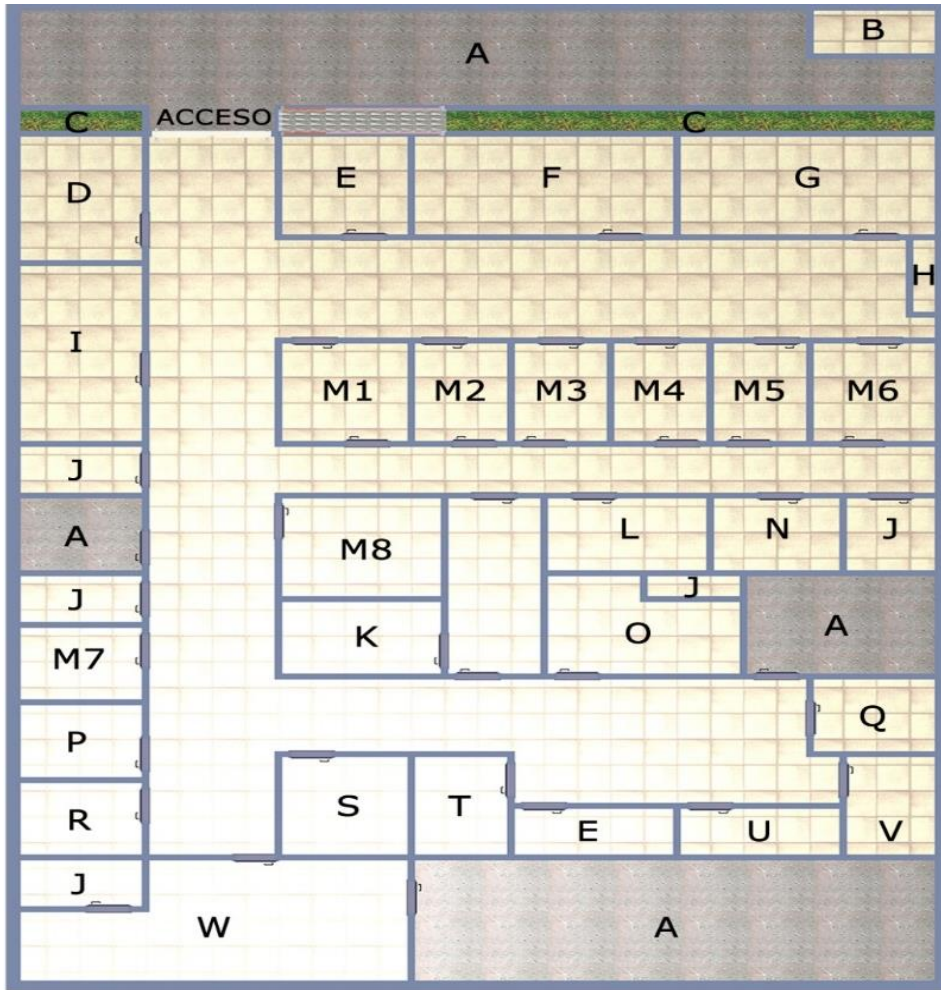 B
A
C ACCESO C
D E F G
H
I
M1 M2 M3 M4 M5 M6
J
A M8 L N J
J K J A
M7 O
P Q
R S T E U V
J
W A